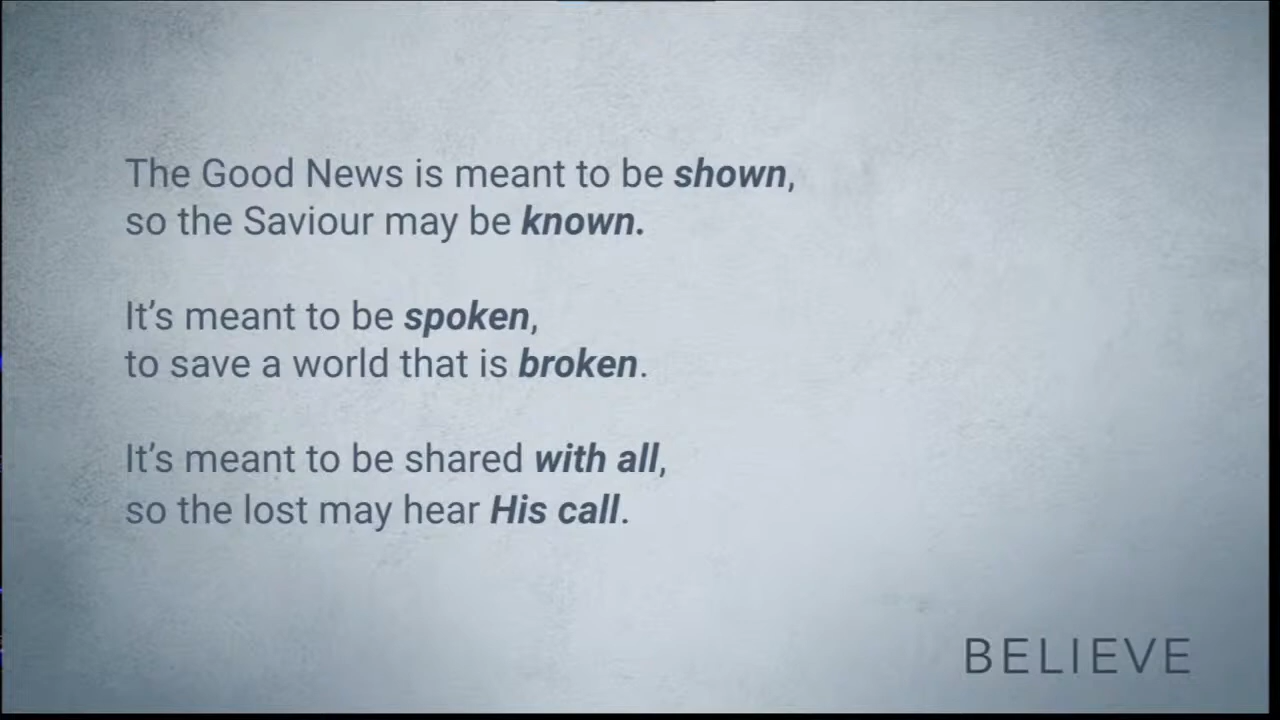 The Good News is meant to be shown,
so the Saviour may be known.
It’s meant to be spoken,
to save a world that is broken.
It’s meant to be shared with all,
so the lost may hear His call.
BELIEVE